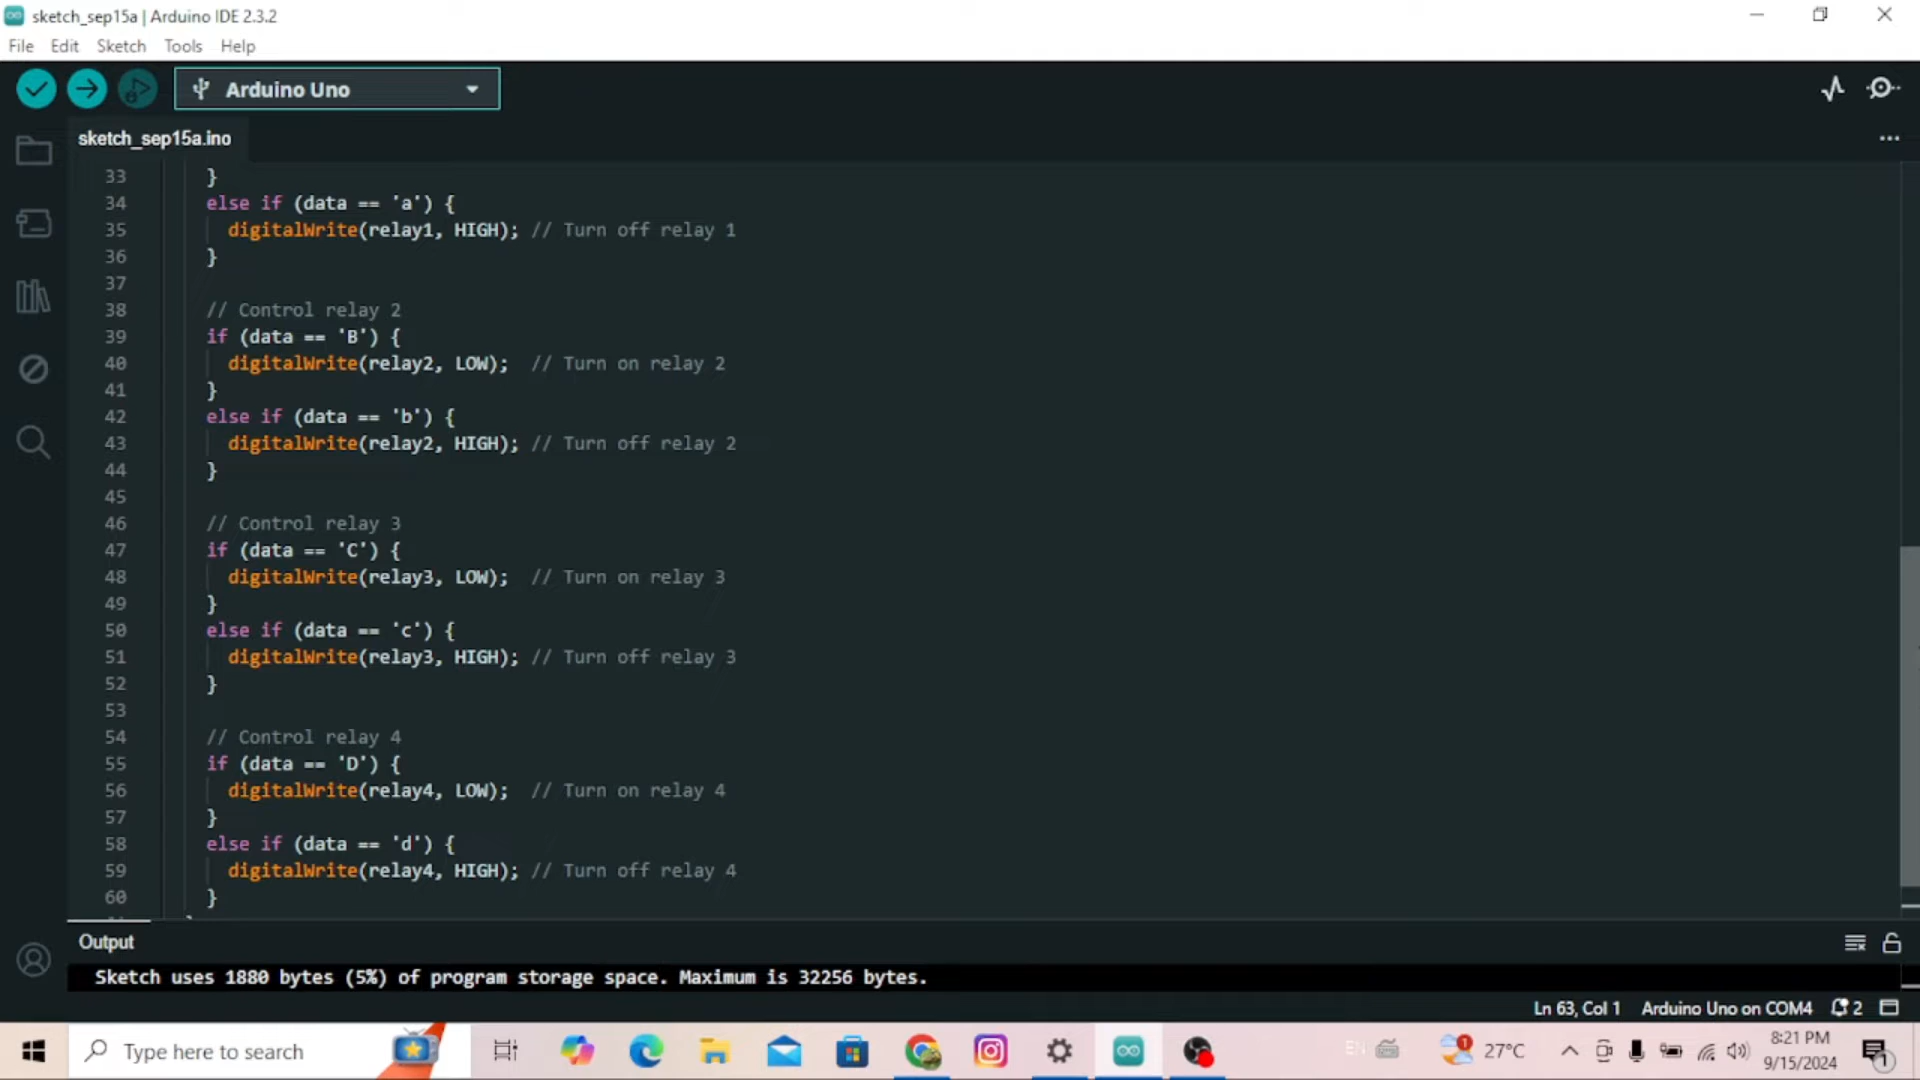 sketch_sep15a | Arduino IDE 2.3.2
File Edit Sketch Tools Help
Arduino Uno
sketch_sep15a.ino
33 }
34 else if (data == 'a') {
35 digitalWrite(relay1, HIGH); // Turn off relay 1
36 }
37
38 // Control relay 2
39 if (data == 'B') {
40 digitalWrite(relay2, LOW); // Turn on relay 2
41 }
42 else if (data == 'b') {
43 digitalWrite(relay2, HIGH); // Turn off relay 2
44 }
45
46 // Control relay 3
47 if (data == 'C') {
48 digitalWrite(relay3, LOW); // Turn on relay 3
49 }
50 else if (data == 'c') {
51 digitalWrite(relay3, HIGH); // Turn off relay 3
52 }
53
54 // Control relay 4
55 if (data == 'D') {
56 digitalWrite(relay4, LOW); // Turn on relay 4
57 }
58 else if (data == 'd') {
59 digitalWrite(relay4, HIGH); // Turn off relay 4
60 }
Output
Sketch uses 1880 bytes (5%) of program storage space. Maximum is 32256 bytes.
Ln 63, Col 1 Arduino Uno on COM4 2
Type here to search
EN 1 27°C 8:21 PM
9/15/2024 1